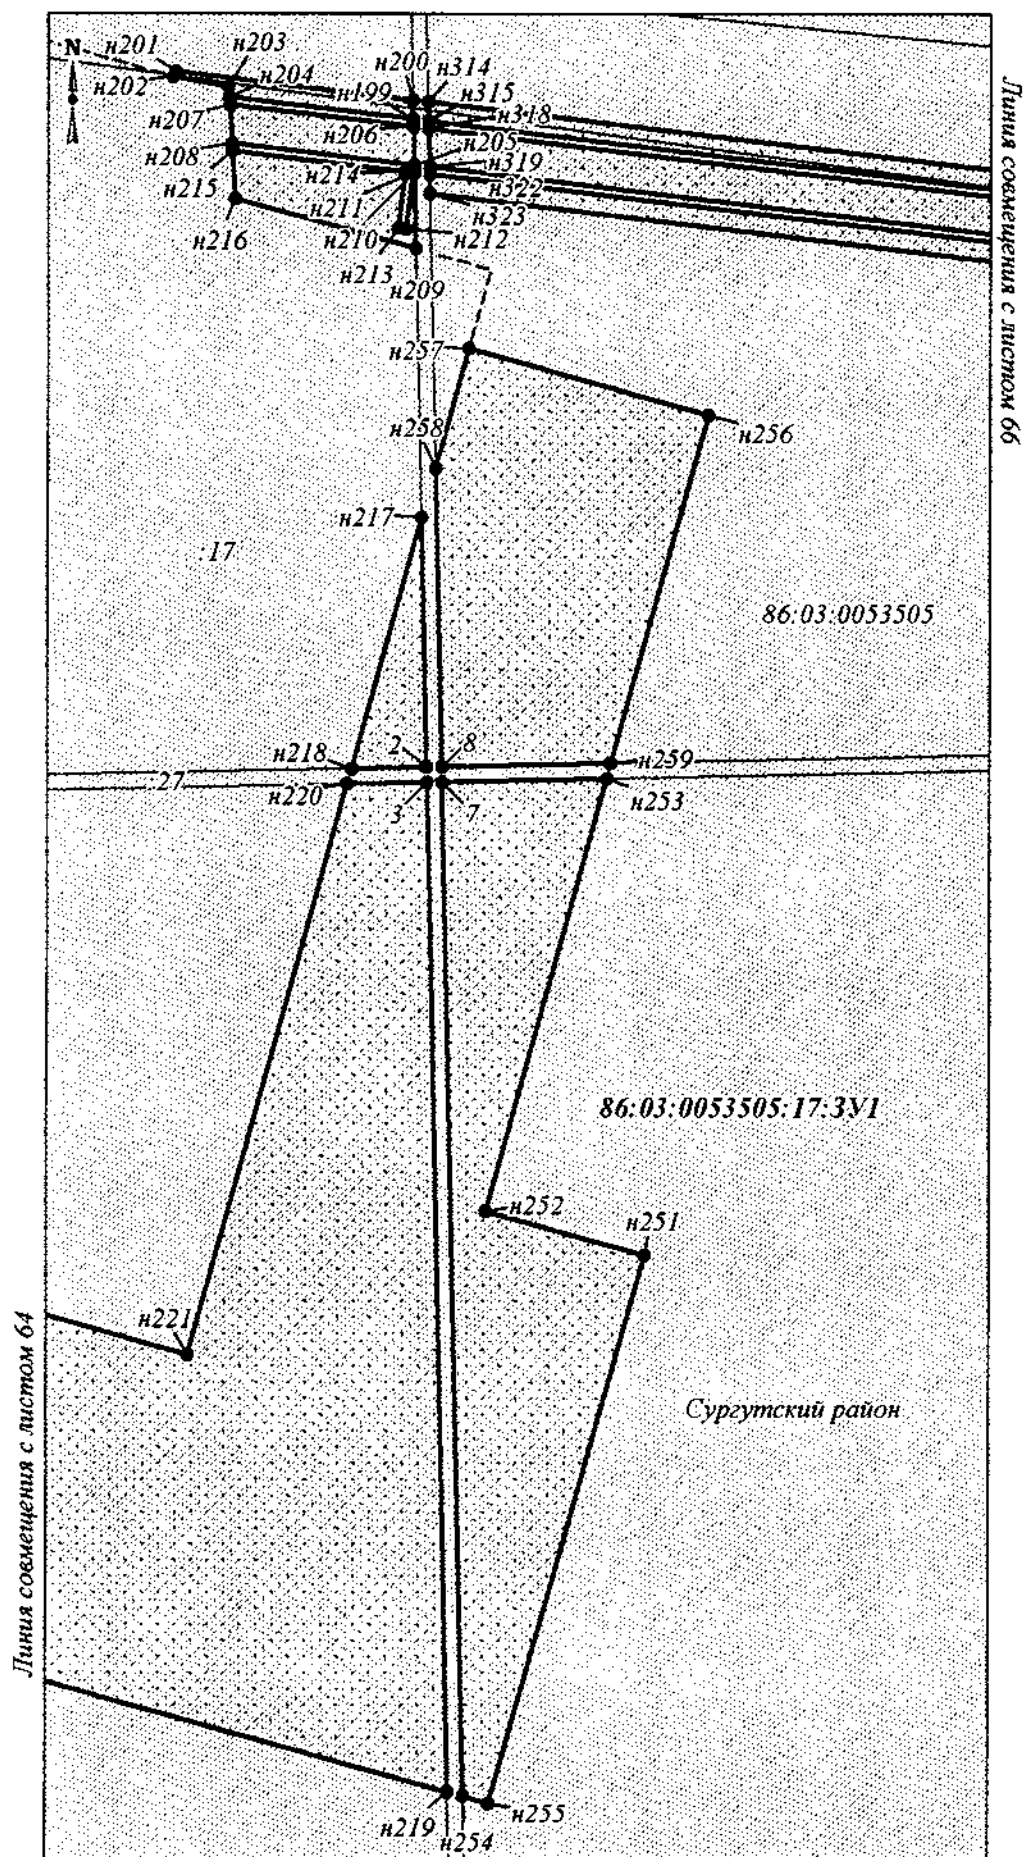 N
н201
н202
н203
н204
н200
н314
н199
н315
н318
н207
н206
н208
н205
н214
н319
н215
н322
н211
н323
н216
н210
н212
н213
н209
н257
н256
н258
н217
:17
86:03:0053505
н218
2
8
н259
27
н220
3
7
н253
86:03:0053505:17:ЗУ1
н252
н251
н221
Сургутский район
н219
н254
н255
Линия совмещения с листом 66
Линия совмещения с листом 64